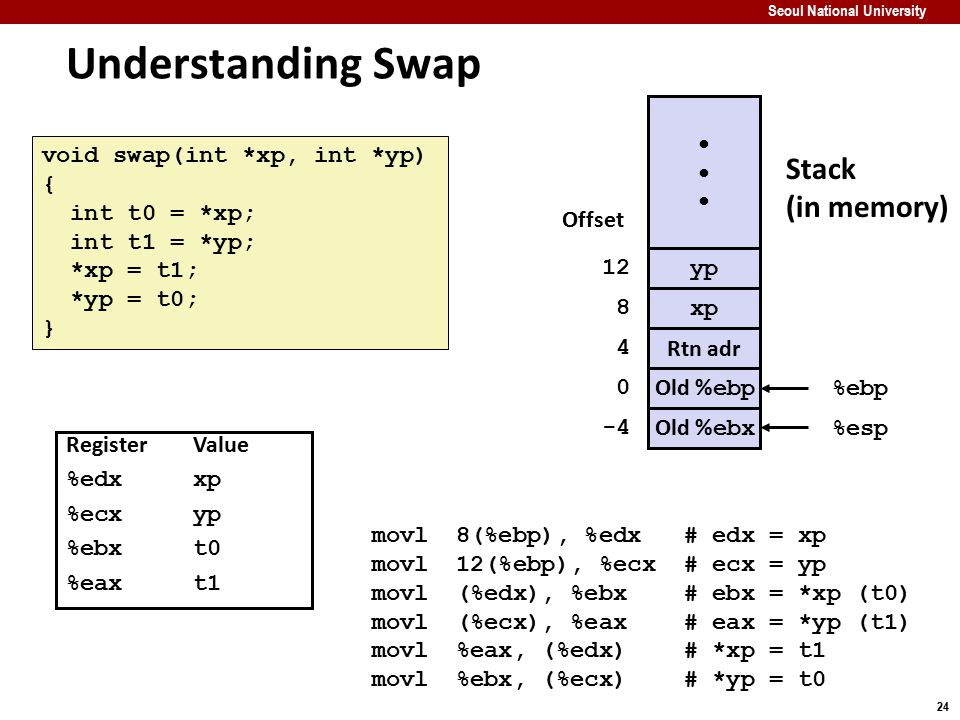 Seoul National University
Understanding Swap
void swap(int *xp, int *yp)
{
  int t0 = *xp;
  int t1 = *yp;
  *xp = t1;
  *yp = t0;
}
Stack
(in memory)
Offset
12 yp
8 xp
4 Rtn adr
0 Old %ebp %ebp
-4 Old %ebx %esp
Register Value
%edx xp
%ecx yp
%ebx t0
%eax t1
movl 8(%ebp), %edx # edx = xp
movl 12(%ebp), %ecx # ecx = yp
movl (%edx), %ebx # ebx = *xp (t0)
movl (%ecx), %eax # eax = *yp (t1)
movl %eax, (%edx) # *xp = t1
movl %ebx, (%ecx) # *yp = t0
24